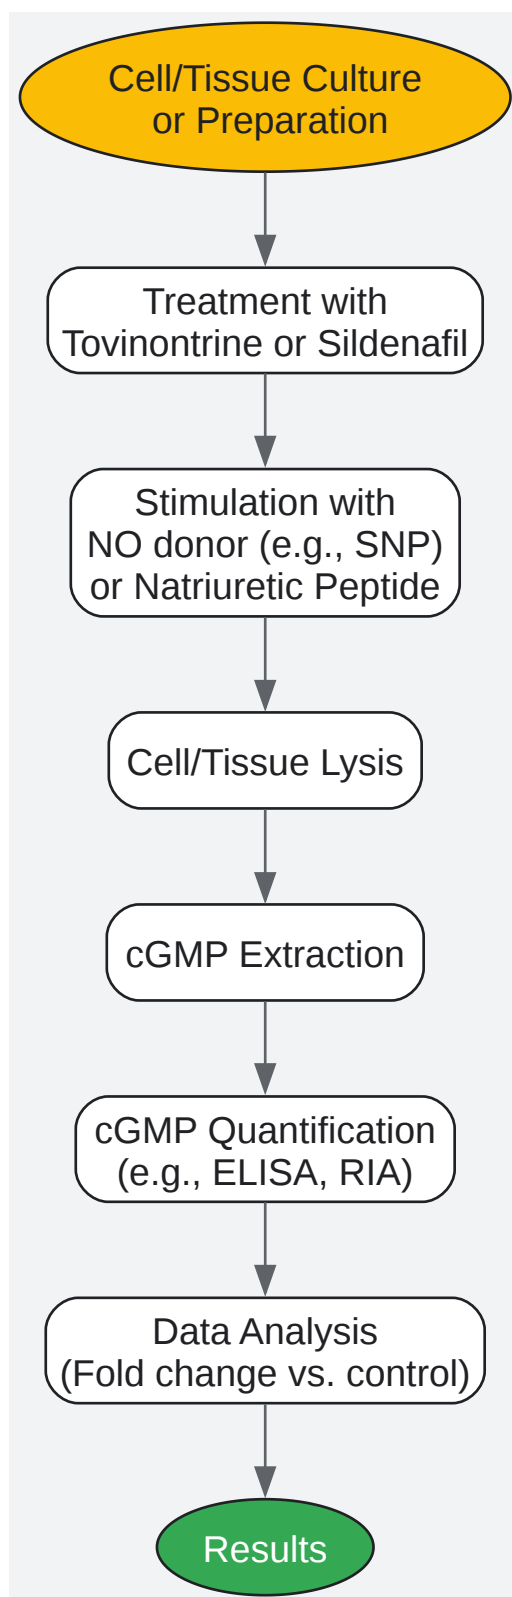 Cell/Tissue Culture
or Preparation
Treatment with
Tovinontrine or Sildenafil
Stimulation with
NO donor (e.g., SNP)
or Natriuretic Peptide
Cell/Tissue Lysis
cGMP Extraction
cGMP Quantification
(e.g., ELISA, RIA)
Data Analysis
(Fold change vs. control)
Results